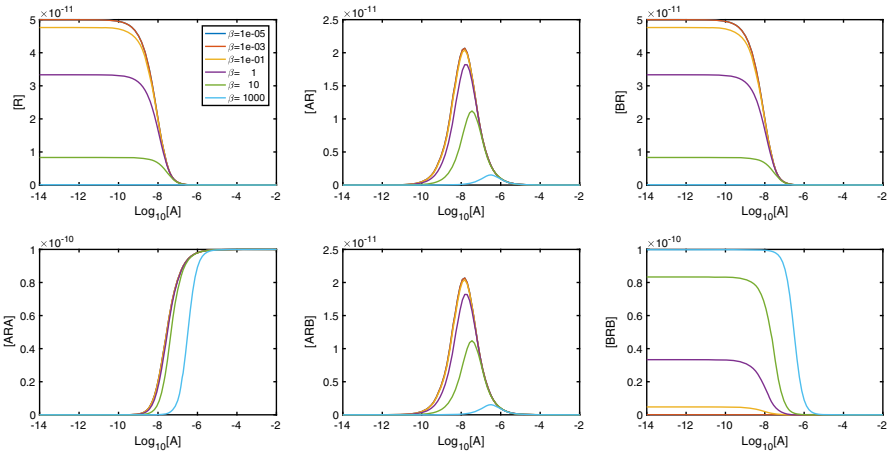 ×10⁻¹¹
5
4
3
2
1
0
[R]
-14 -12 -10 -8 -6 -4 -2
Log₁₀[A]
β=1e-05
β=1e-03
β=1e-01
β= 1
β= 10
β= 1000
×10⁻¹¹
2.5
2
1.5
1
0.5
0
[AR]
-14 -12 -10 -8 -6 -4 -2
Log₁₀[A]
×10⁻¹¹
5
4
3
2
1
0
[BR]
-14 -12 -10 -8 -6 -4 -2
Log₁₀[A]
×10⁻¹⁰
1
0.8
0.6
0.4
0.2
0
[ARA]
-14 -12 -10 -8 -6 -4 -2
Log₁₀[A]
×10⁻¹¹
2.5
2
1.5
1
0.5
0
[ARB]
-14 -12 -10 -8 -6 -4 -2
Log₁₀[A]
×10⁻¹⁰
1
0.8
0.6
0.4
0.2
0
[BRB]
-14 -12 -10 -8 -6 -4 -2
Log₁₀[A]